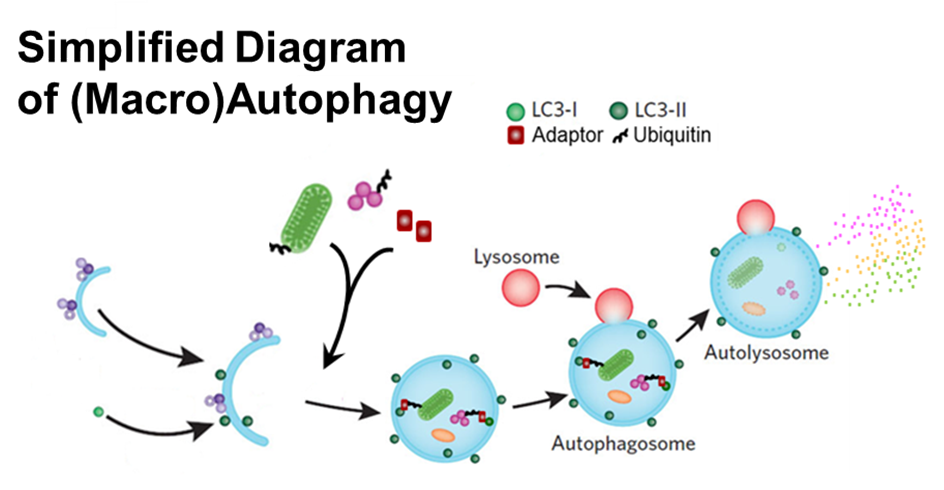 Simplified Diagram
of (Macro)Autophagy
LC3-I LC3-II
Adaptor Ubiquitin
Lysosome
Autolysosome
Autophagosome